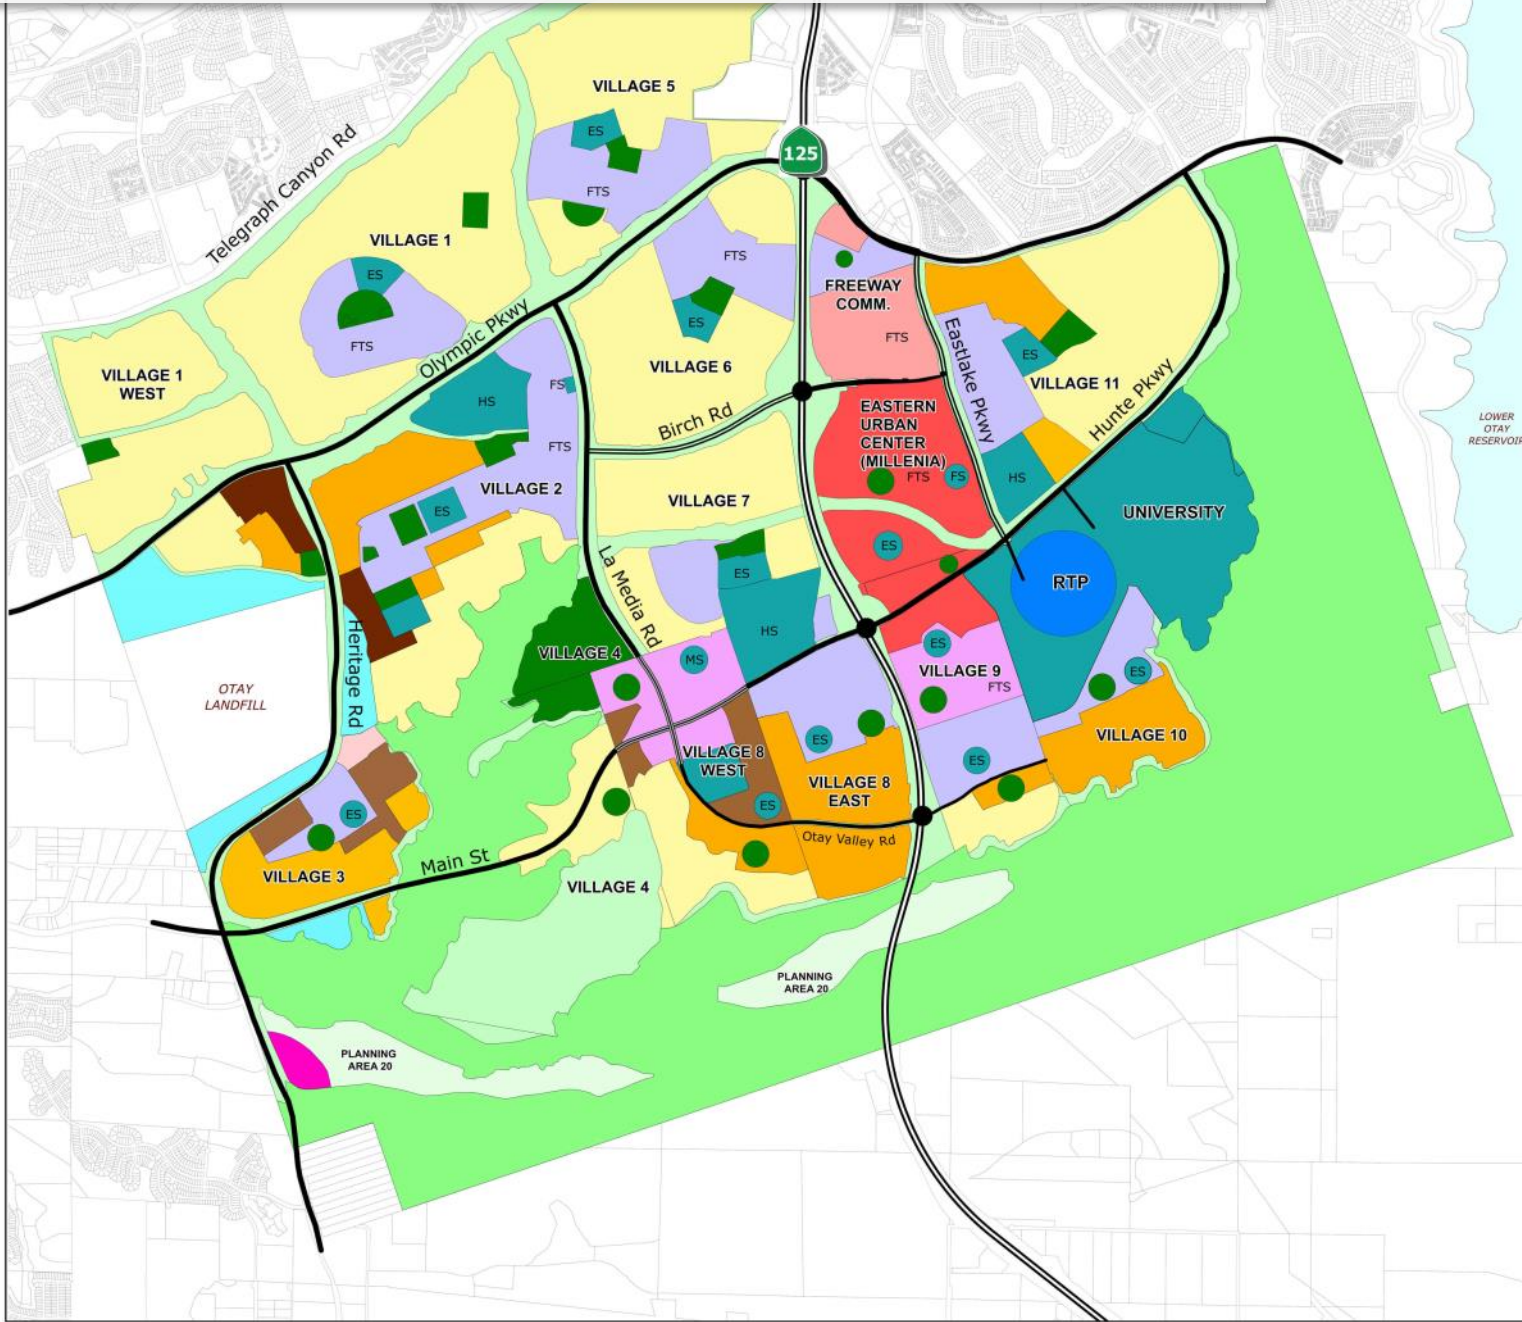 VILLAGE 5
ES
Telegraph Canyon Rd
125
FTS
VILLAGE 1
ES
FTS
FREEWAY
COMM.
Olympic Pkwy
ES
FTS
FTS
Eastlake Pkwy
ES
VILLAGE 1
WEST
VILLAGE 6
VILLAGE 11
FS
HS
Birch Rd
EASTERN
URBAN
CENTER
(MILLENIA)
Hunte Pkwy
LOWER
OTAY
RESERVOIR
FTS
FTS
FS
HS
VILLAGE 2
VILLAGE 7
ES
UNIVERSITY
ES
La Media Rd
ES
RTP
HS
ES
Heritage Rd
VILLAGE 4
MS
VILLAGE 9
ES
FTS
OTAY
LANDFILL
VILLAGE 10
ES
VILLAGE 8
WEST
ES
VILLAGE 8
EAST
ES
ES
Otay Valley Rd
Main St
VILLAGE 3
VILLAGE 4
PLANNING
AREA 20
PLANNING
AREA 20